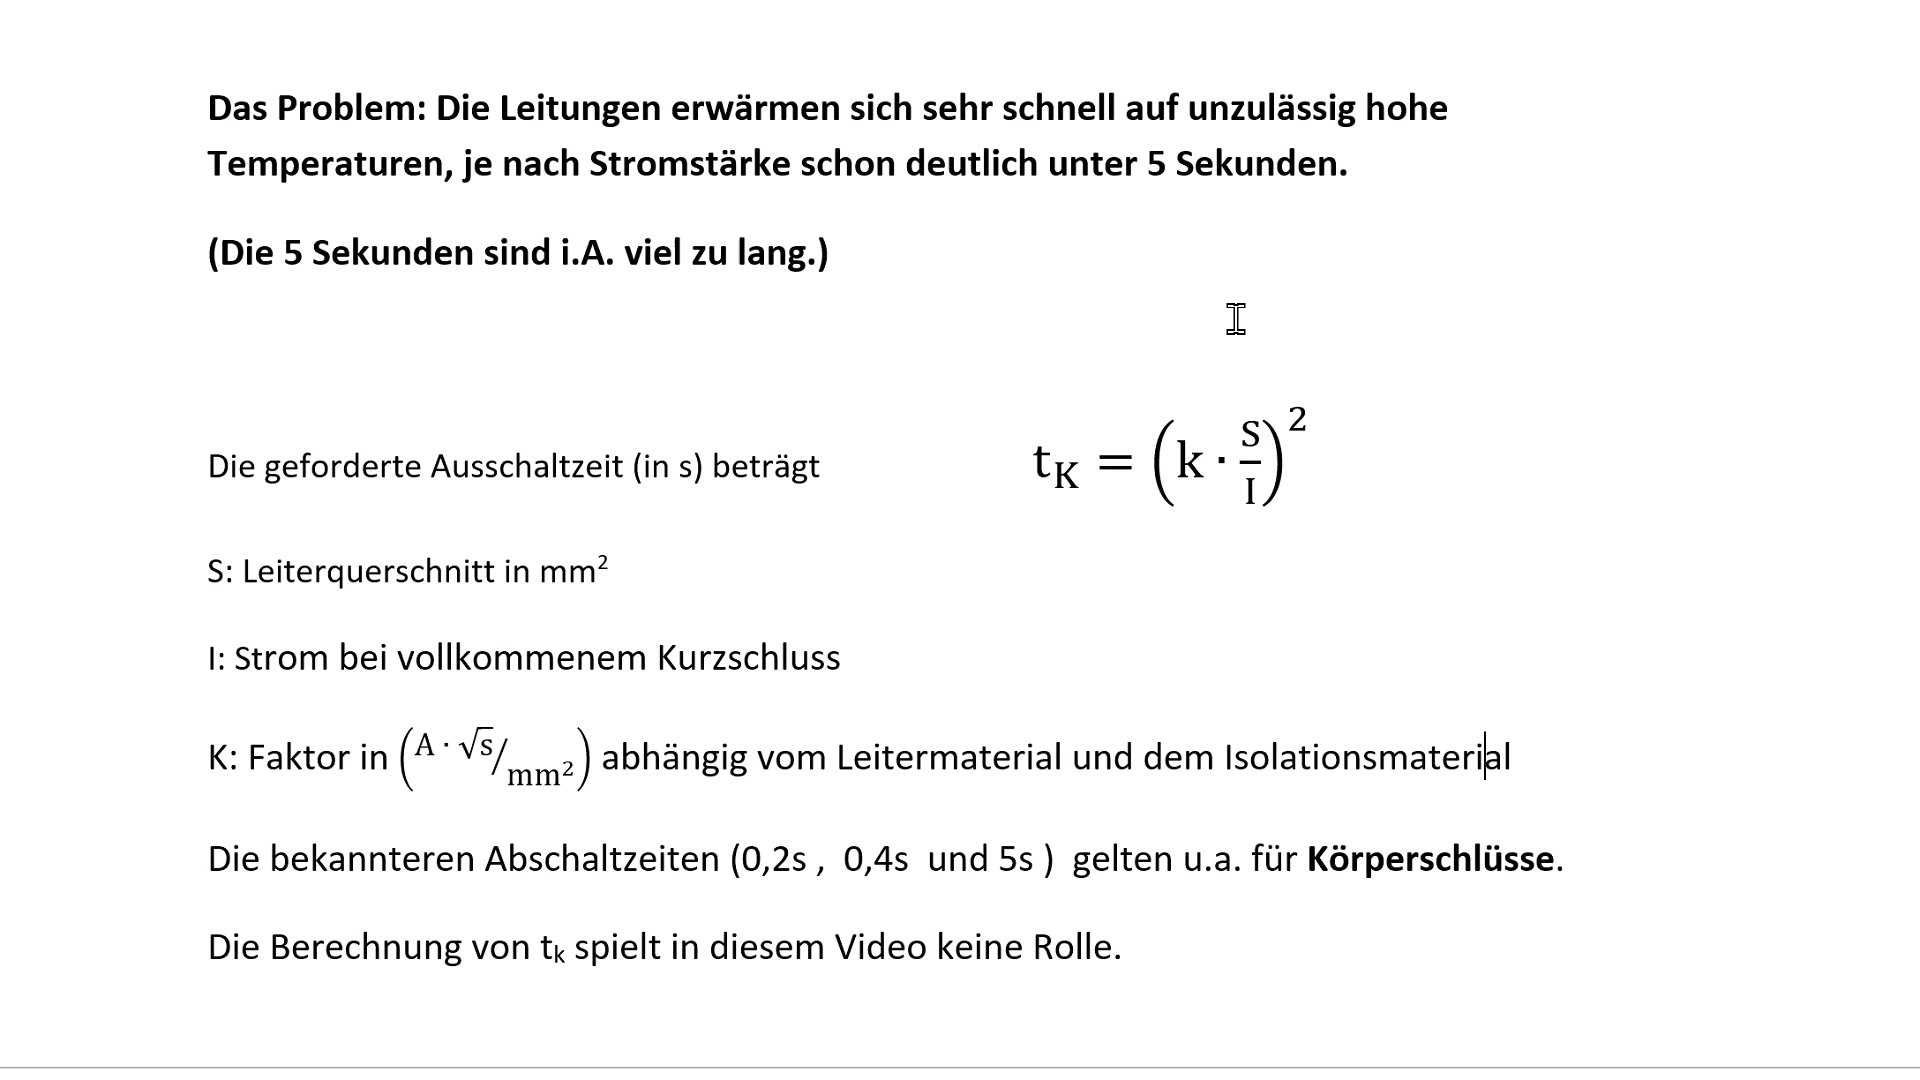 Das Problem: Die Leitungen erwärmen sich sehr schnell auf unzulässig hohe
Temperaturen, je nach Stromstärke schon deutlich unter 5 Sekunden.
(Die 5 Sekunden sind i.A. viel zu lang.)
Die geforderte Ausschaltzeit (in s) beträgt t_K = (k · S/I)²
S: Leiterquerschnitt in mm²
I: Strom bei vollkommenem Kurzschluss
K: Faktor in (A · √s/mm²) abhängig vom Leitermaterial und dem Isolationsmaterial
Die bekannteren Abschaltzeiten (0,2s , 0,4s und 5s ) gelten u.a. für Körperschlüsse.
Die Berechnung von t_k spielt in diesem Video keine Rolle.